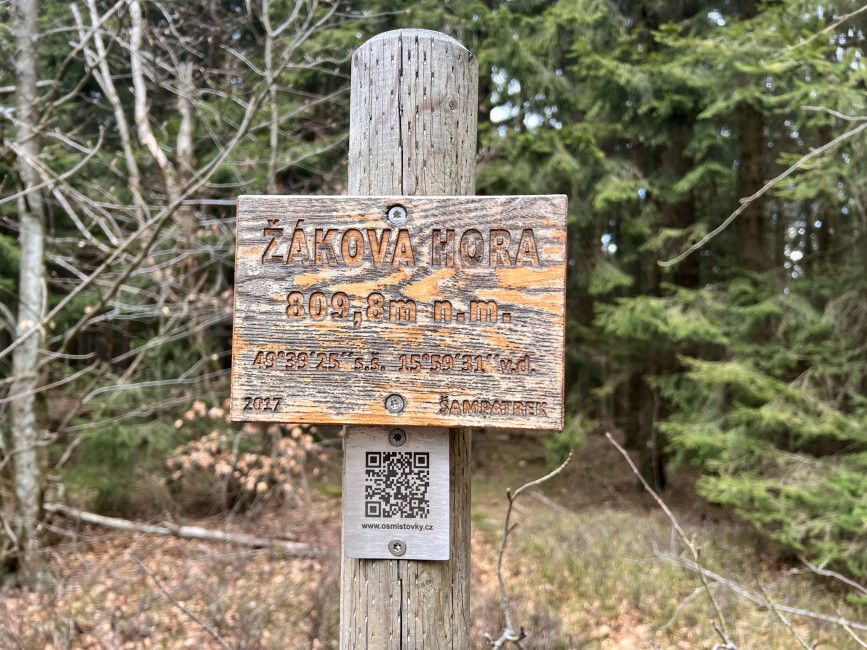 ŽÁKOVA HORA
809,8m n.m.
49°39'25´´s.š. 15°59'31´´v.d.
2017 ŠAMPATREK
www.osmistovky.cz